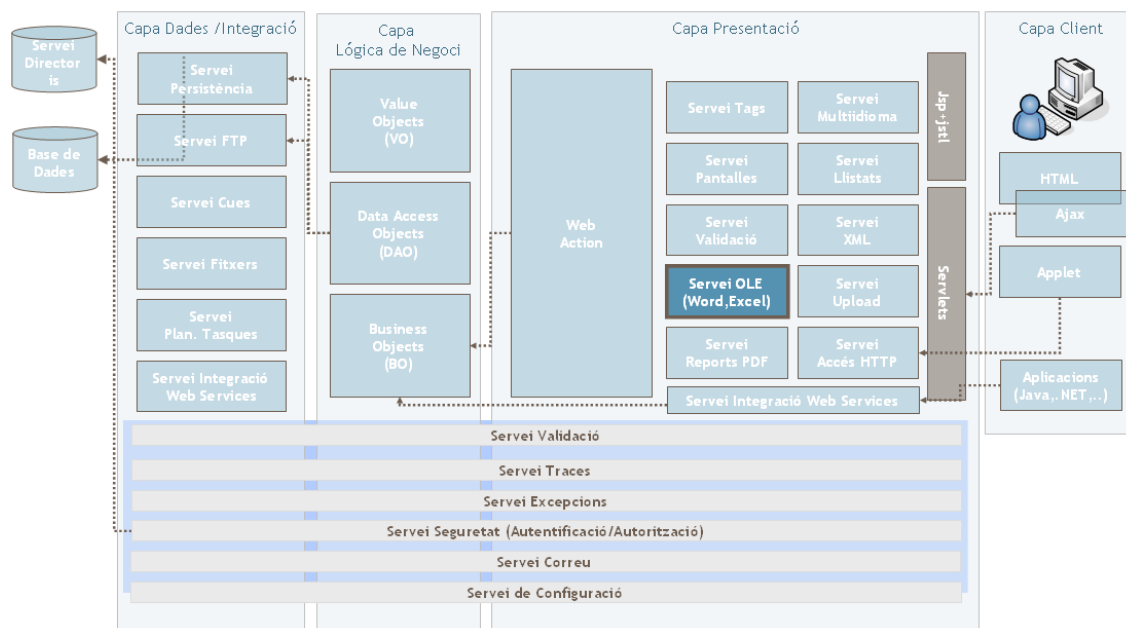 Servei
Director
is
Base de
Dades
Capa Dades /Integració
Servei
Persistència
Servei FTP
Servei Cues
Servei Fitxers
Servei
Plan. Tasques
Servei Integració
Web Services
Capa
Lógica de Negoci
Value
Objects
(VO)
Data Access
Objects
(DAO)
Business
Objects
(BO)
Capa Presentació
Web
Action
Servei Tags
Servei
Multiidioma
Servei
Pantalles
Servei
Llistats
Servei
Validació
Servei
XML
Servei OLE
(Word,Excel)
Servei
Upload
Servei
Reports PDF
Servei
Accés HTTP
Servei Integració Web Services
Jsp+jstl
Servlets
Capa Client
HTML
Ajax
Applet
Aplicacions
(Java,.NET,..)
Servei Validació
Servei Traces
Servei Excepcions
Servei Seguretat (Autentificació/Autorització)
Servei Correu
Servei de Configuració